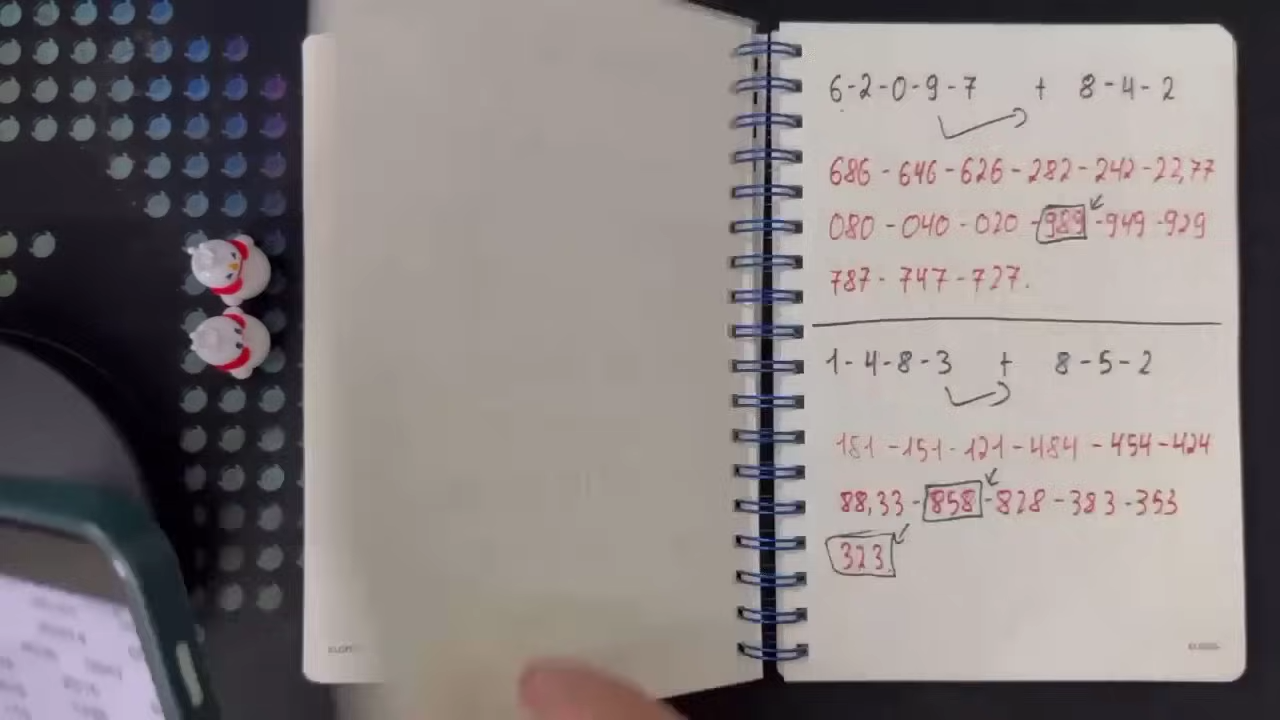 6-2-0-9-7 + 8-4-2
686 - 646 - 626 - 282 - 242 - 22,77
080 - 040 - 020 - 989 - 949 - 929
787 - 747 - 727.
1-4-8-3 + 8-5-2
181 - 151 - 121 - 484 - 454 - 424
88,33 - 858 - 828 - 383 - 353
323.